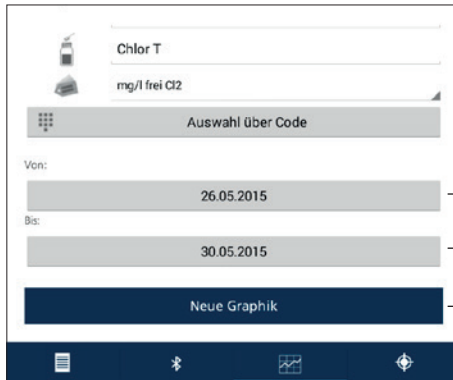 Chlor T
mg/l frei Cl2
Auswahl über Code
Von:
26.05.2015
Bis:
30.05.2015
Neue Graphik